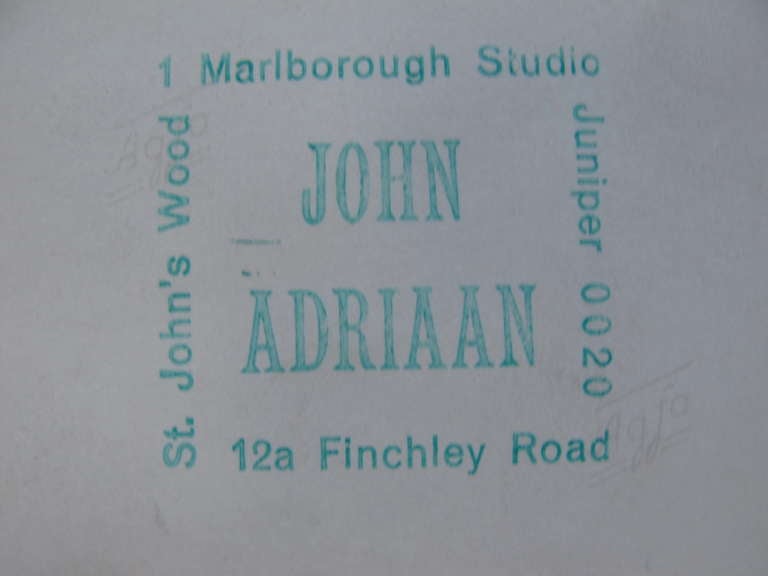 1 Marlborough Studio
Juniper 0020
JOHN
ADRIAAN
St. John's Wood
12a Finchley Road